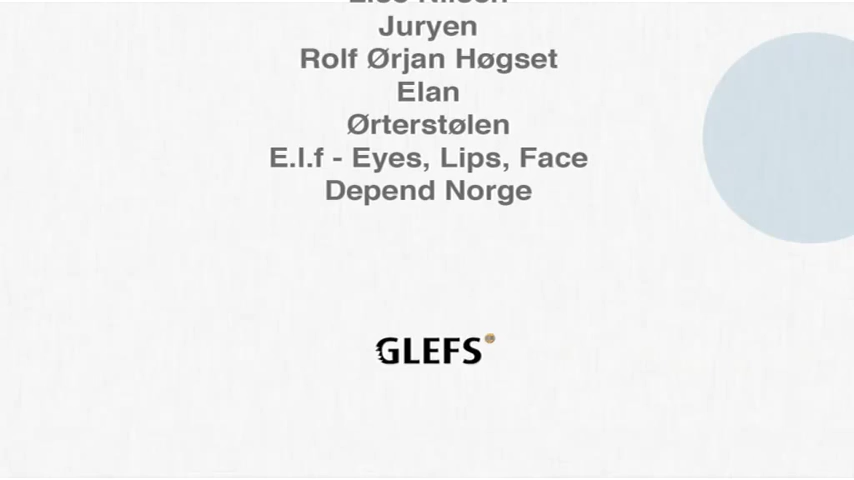 Juryen
Rolf Ørjan Høgset
Elan
Ørterstølen
E.l.f - Eyes, Lips, Face
Depend Norge
GLEFS